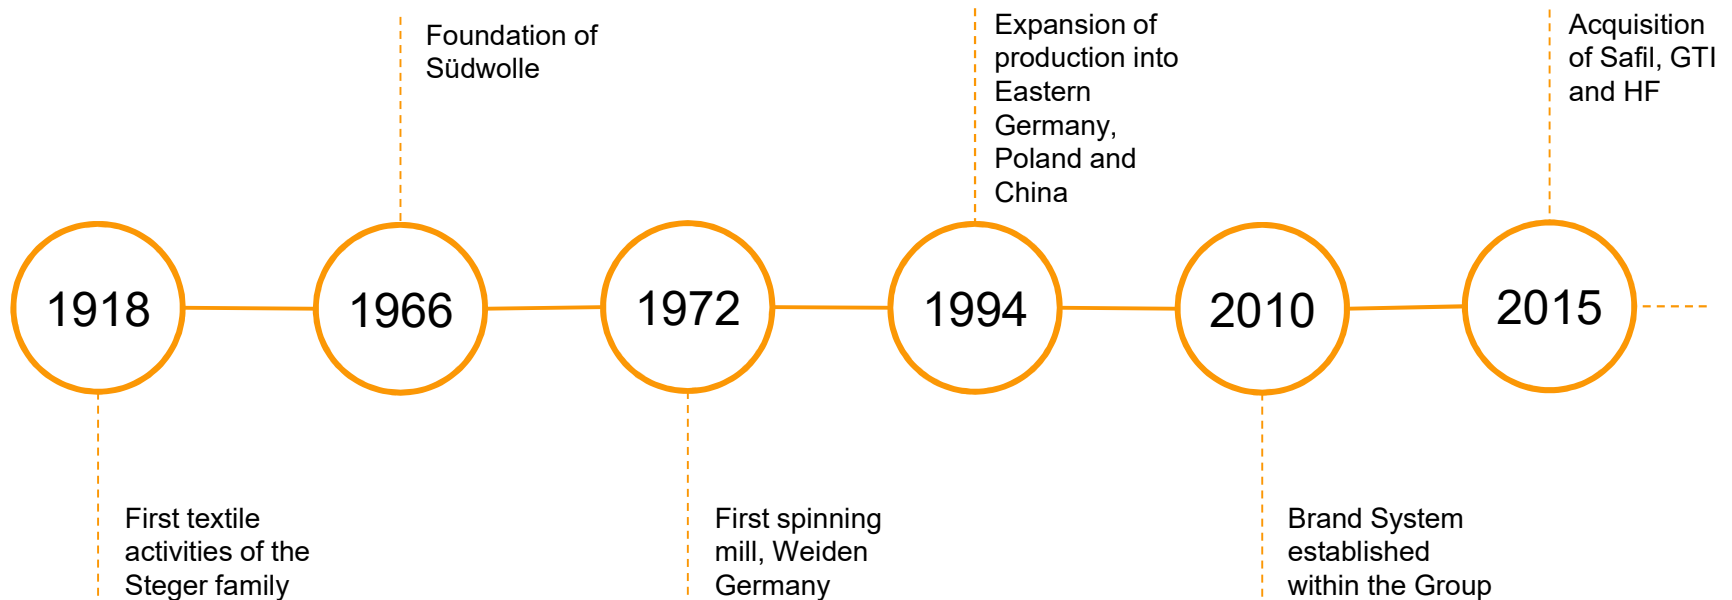 Foundation of
Südwolle
Expansion of
production into
Eastern
Germany,
Poland and
China
Acquisition
of Safil, GTI
and HF
1918
1966
1972
1994
2010
2015
First textile
activities of the
Steger family
First spinning
mill, Weiden
Germany
Brand System
established
within the Group